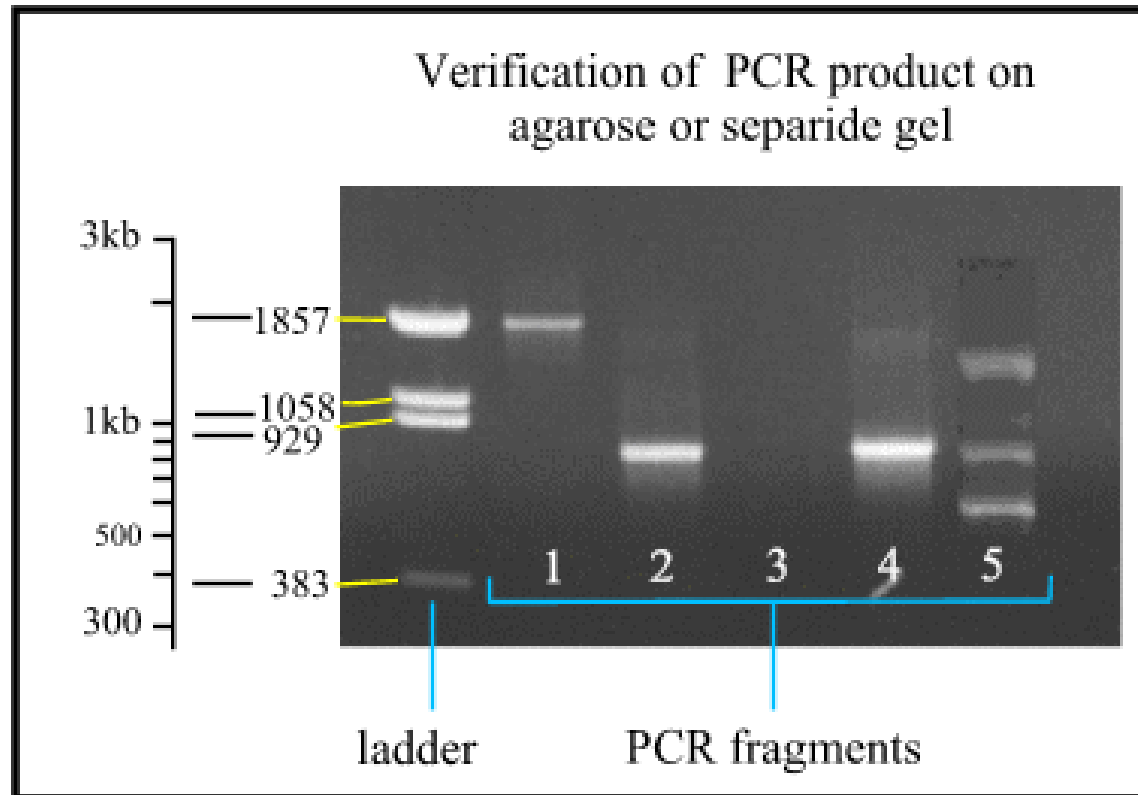 Verification of PCR product on
agarose or separide gel
3kb
1857
1058
1kb
929
500
383
300
1 2 3 4 5
ladder
PCR fragments